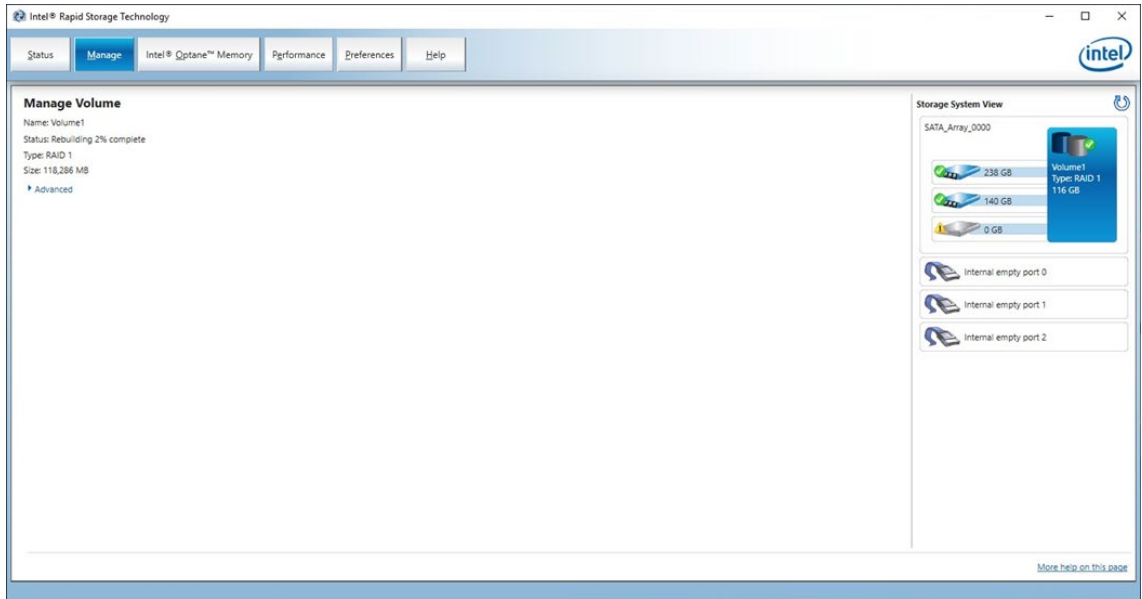 Intel® Rapid Storage Technology
Status
Manage
Intel® Optane™ Memory
Performance
Preferences
Help
intel
Manage Volume
Name: Volume1
Status: Rebuilding 2% complete
Type: RAID 1
Size: 118,286 MB
Advanced
Storage System View
SATA_Array_0000
238 GB
140 GB
0 GB
Volume1
Type: RAID 1
116 GB
Internal empty port 0
Internal empty port 1
Internal empty port 2
More help on this page